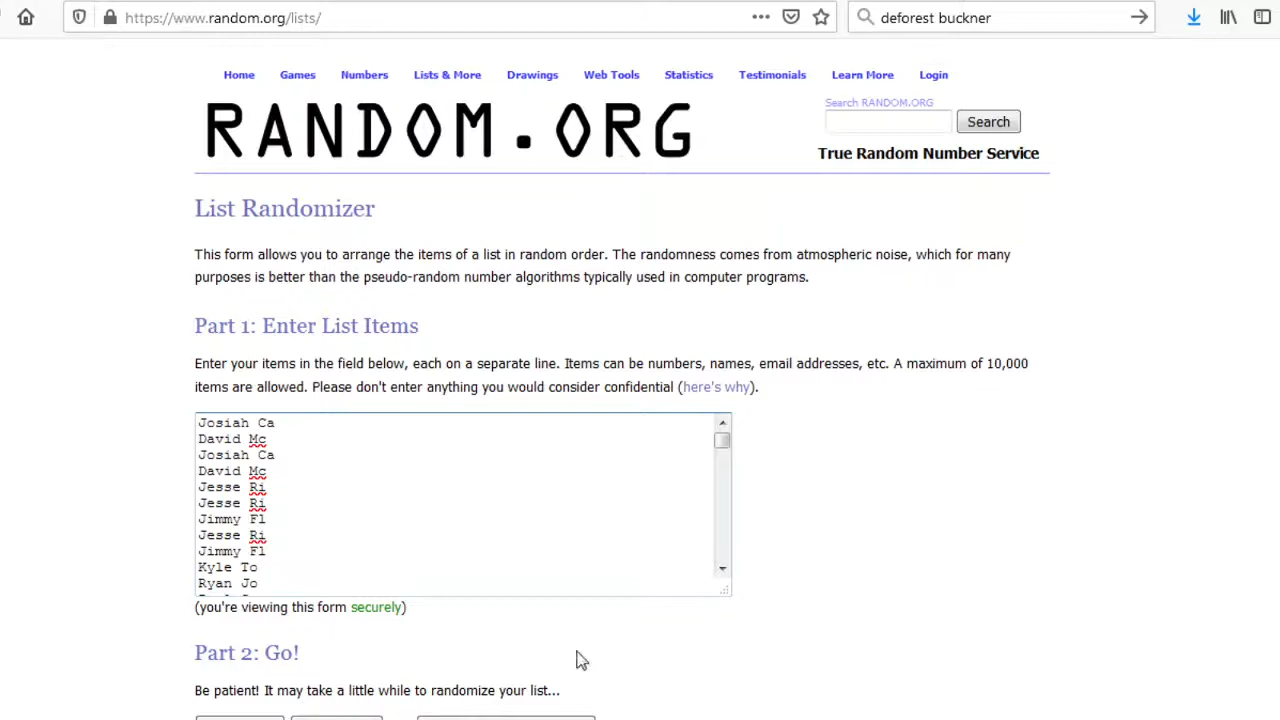 https://www.random.org/lists/
deforest buckner
Home Games Numbers Lists & More Drawings Web Tools Statistics Testimonials Learn More Login
RANDOM.ORG
Search RANDOM.ORG
Search
True Random Number Service
List Randomizer
This form allows you to arrange the items of a list in random order. The randomness comes from atmospheric noise, which for many
purposes is better than the pseudo-random number algorithms typically used in computer programs.
Part 1: Enter List Items
Enter your items in the field below, each on a separate line. Items can be numbers, names, email addresses, etc. A maximum of 10,000
items are allowed. Please don't enter anything you would consider confidential (here's why).
Josiah Ca
David Mc
Josiah Ca
David Mc
Jesse Ri
Jesse Ri
Jimmy Fl
Jesse Ri
Jimmy Fl
Kyle To
Ryan Jo
(you're viewing this form securely)
Part 2: Go!
Be patient! It may take a little while to randomize your list...